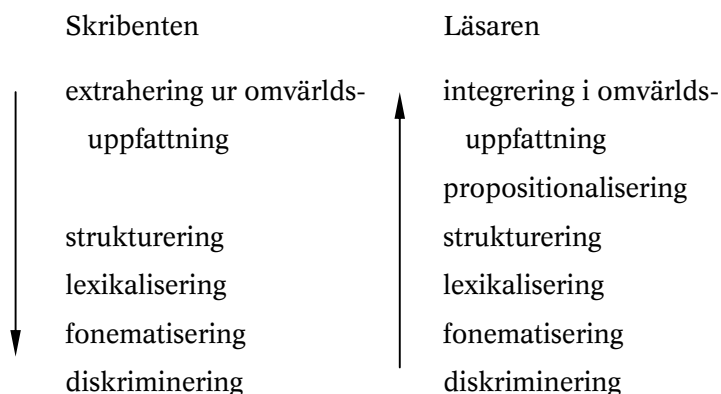 Skribenten
extrahering ur omvärlds-
uppfattning
strukturering
lexikalisering
fonematisering
diskriminering
Läsaren
integrering i omvärlds-
uppfattning
propositionalisering
strukturering
lexikalisering
fonematisering
diskriminering